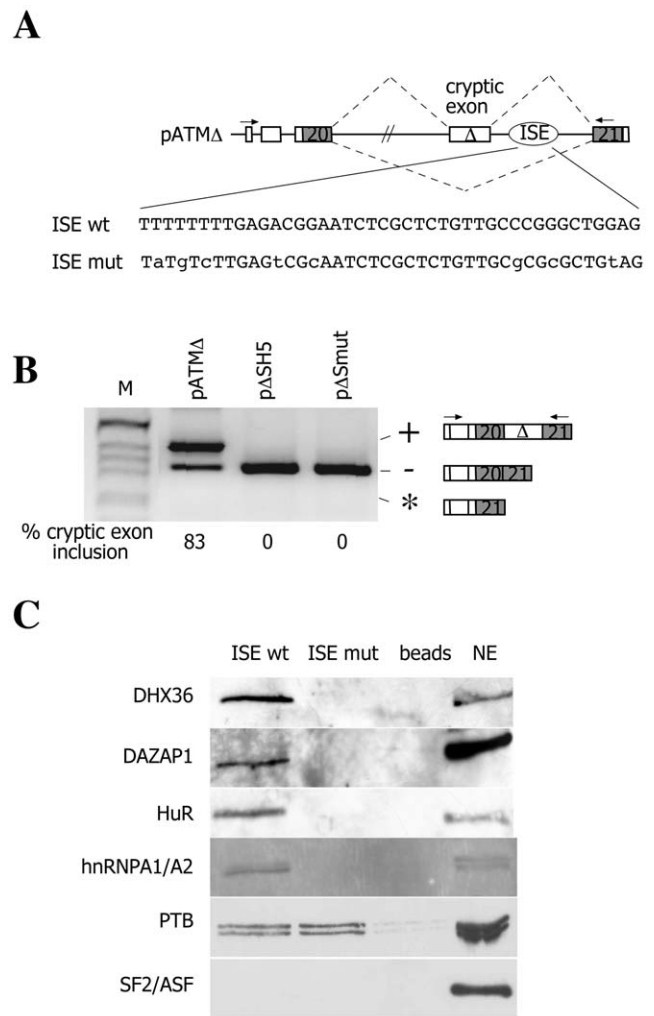 A
cryptic
exon
pATMΔ
20
//
Δ
ISE
21
ISE wt TTTTTTTTGAGACGGAATCTCGCTCTGTTGCCCGGGCTGGAG
ISE mut TaTgTcTTGAGtCGcAATCTCGCTCTGTTGCgCGcGCTGtAG
B
M pATMΔ pΔSH5 pΔSmut
+ 20 Δ 21
- 20 21
* 21
% cryptic exon
inclusion 83 0 0
C
ISE wt ISE mut beads NE
DHX36
DAZAP1
HuR
hnRNPA1/A2
PTB
SF2/ASF